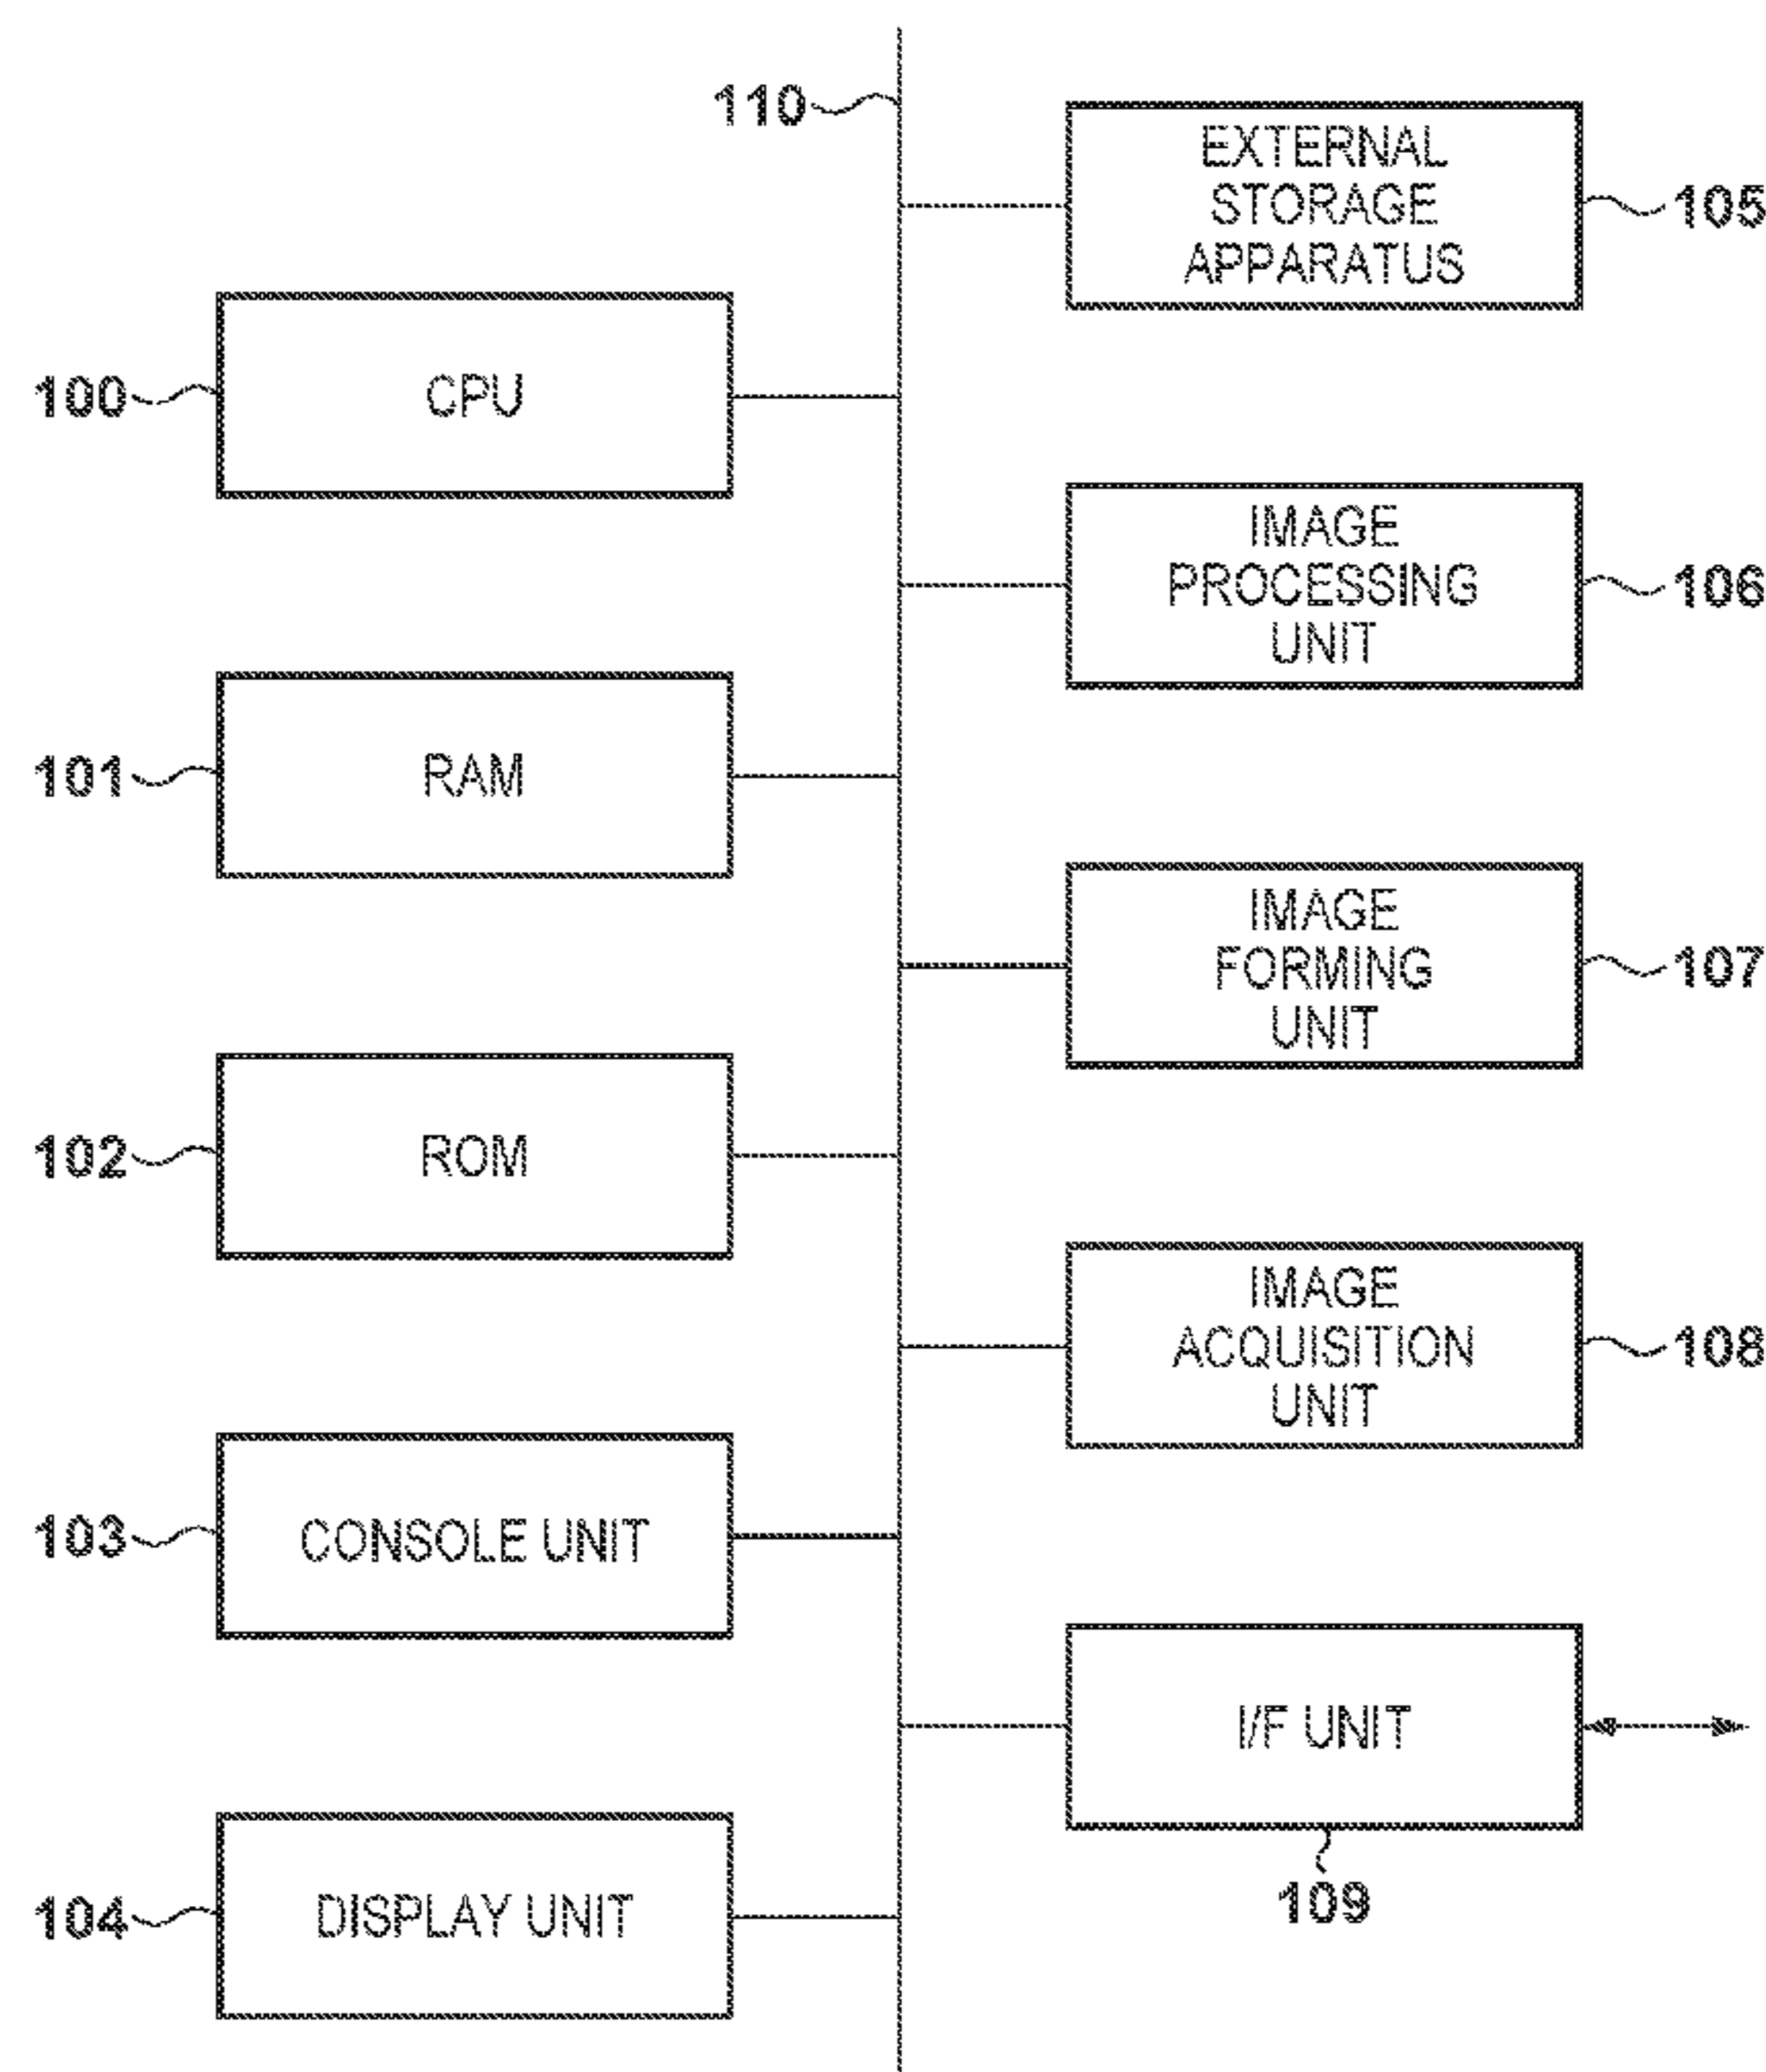 110
EXTERNAL
STORAGE
APPARATUS
105
100
CPU
IMAGE
PROCESSING
UNIT
106
101
RAM
IMAGE
FORMING
UNIT
107
102
ROM
IMAGE
ACQUISITION
UNIT
108
103
CONSOLE UNIT
I/F UNIT
109
104
DISPLAY UNIT